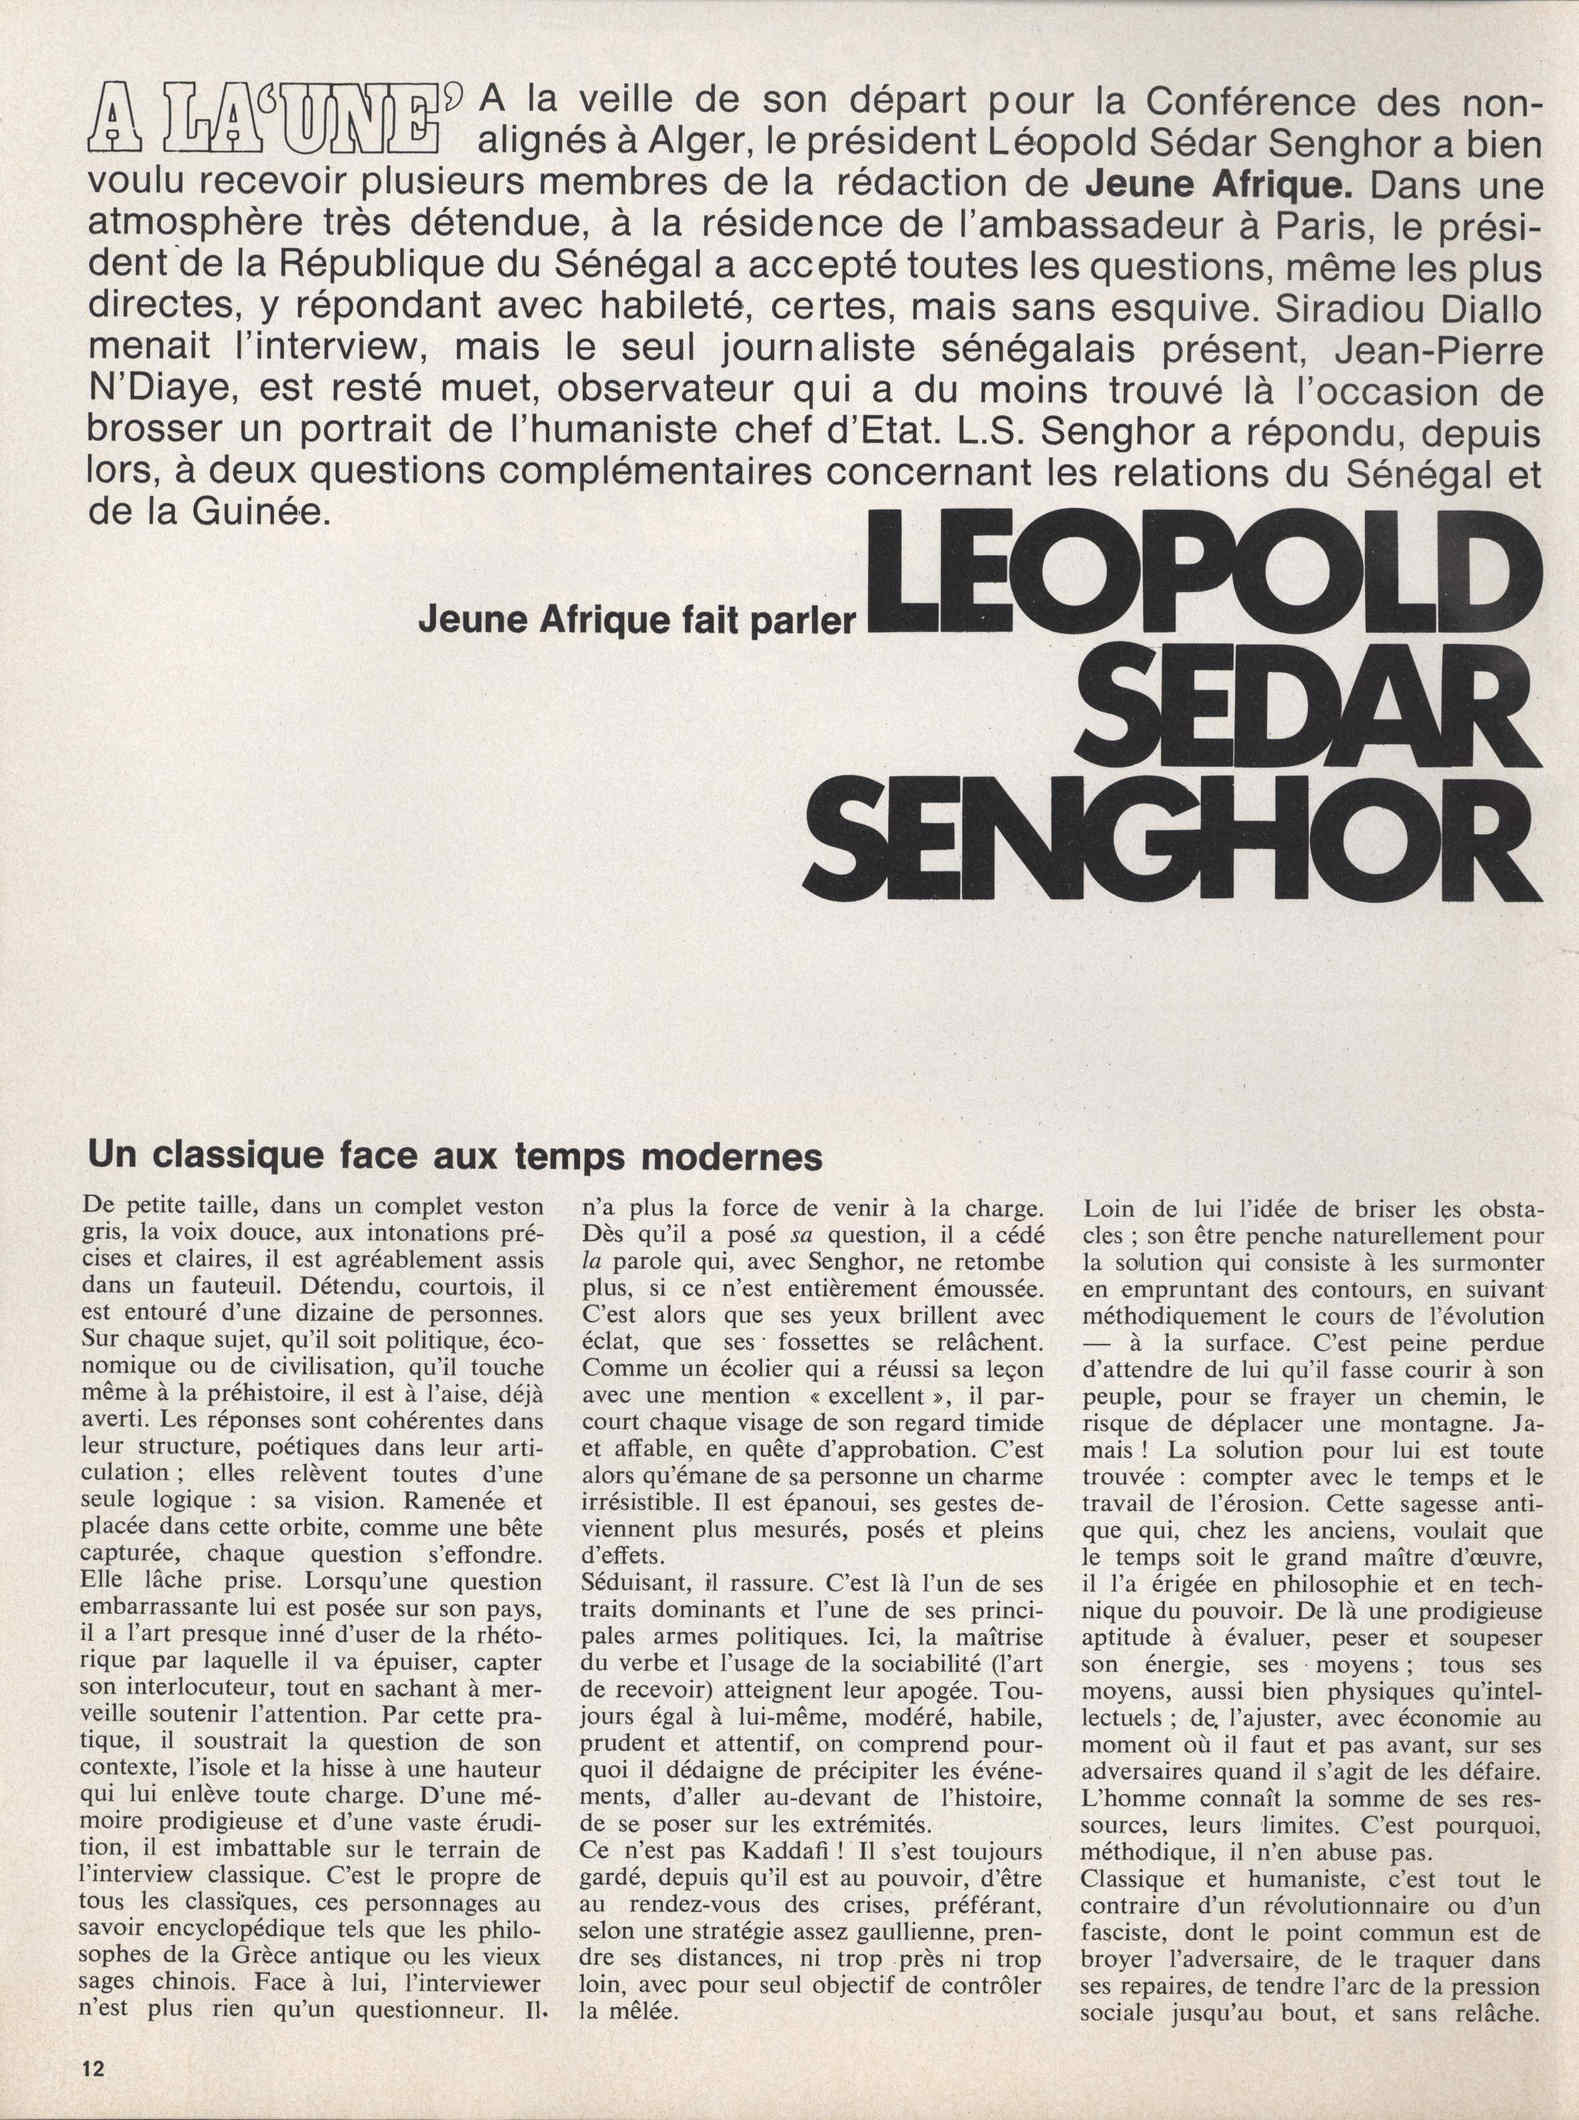 A LA 'UNE' A la veille de son départ pour la Conférence des non-
alignés à Alger, le président Léopold Sédar Senghor a bien
voulu recevoir plusieurs membres de la rédaction de Jeune Afrique. Dans une
atmosphère très détendue, à la résidence de l'ambassadeur à Paris, le prési-
dent de la République du Sénégal a accepté toutes les questions, même les plus
directes, y répondant avec habileté, certes, mais sans esquive. Siradiou Diallo
menait l'interview, mais le seul journaliste sénégalais présent, Jean-Pierre
N'Diaye, est resté muet, observateur qui a du moins trouvé là l'occasion de
brosser un portrait de l'humaniste chef d'Etat. L.S. Senghor a répondu, depuis
lors, à deux questions complémentaires concernant les relations du Sénégal et
de la Guinée.
Jeune Afrique fait parler LEOPOLD
SEDAR
SENGHOR
Un classique face aux temps modernes
De petite taille, dans un complet veston
gris, la voix douce, aux intonations pré-
cises et claires, il est agréablement assis
dans un fauteuil. Détendu, courtois, il
est entouré d'une dizaine de personnes.
Sur chaque sujet, qu'il soit politique, éco-
nomique ou de civilisation, qu'il touche
même à la préhistoire, il est à l'aise, déjà
averti. Les réponses sont cohérentes dans
leur structure, poétiques dans leur arti-
culation ; elles relèvent toutes d'une
seule logique : sa vision. Ramenée et
placée dans cette orbite, comme une bête
capturée, chaque question s'effondre.
Elle lâche prise. Lorsqu'une question
embarrassante lui est posée sur son pays,
il a l'art presque inné d'user de la rhéto-
rique par laquelle il va épuiser, capter
son interlocuteur, tout en sachant à mer-
veille soutenir l'attention. Par cette pra-
tique, il soustrait la question de son
contexte, l'isole et la hisse à une hauteur
qui lui enlève toute charge. D'une mé-
moire prodigieuse et d'une vaste érudi-
tion, il est imbattable sur le terrain de
l'interview classique. C'est le propre de
tous les classiques, ces personnages au
savoir encyclopédique tels que les philo-
sophes de la Grèce antique ou les vieux
sages chinois. Face à lui, l'interviewer
n'est plus rien qu'un questionneur. Il
n'a plus la force de venir à la charge.
Dès qu'il a posé sa question, il a cédé
la parole qui, avec Senghor, ne retombe
plus, si ce n'est entièrement émoussée.
C'est alors que ses yeux brillent avec
éclat, que ses fossettes se relâchent.
Comme un écolier qui a réussi sa leçon
avec une mention « excellent », il par-
court chaque visage de son regard timide
et affable, en quête d'approbation. C'est
alors qu'émane de sa personne un charme
irrésistible. Il est épanoui, ses gestes de-
viennent plus mesurés, posés et pleins
d'effets.
Séduisant, il rassure. C'est là l'un de ses
traits dominants et l'une de ses princi-
pales armes politiques. Ici, la maîtrise
du verbe et l'usage de la sociabilité (l'art
de recevoir) atteignent leur apogée. Tou-
jours égal à lui-même, modéré, habile,
prudent et attentif, on comprend pour-
quoi il dédaigne de précipiter les événe-
ments, d'aller au-devant de l'histoire,
de se poser sur les extrémités.
Ce n'est pas Kaddafi ! Il s'est toujours
gardé, depuis qu'il est au pouvoir, d'être
au rendez-vous des crises, préférant,
selon une stratégie assez gaullienne, pren-
dre ses distances, ni trop près ni trop
loin, avec pour seul objectif de contrôler
la mêlée.
Loin de lui l'idée de briser les obsta-
cles ; son être penche naturellement pour
la solution qui consiste à les surmonter
en empruntant des contours, en suivant
méthodiquement le cours de l'évolution
— à la surface. C'est peine perdue
d'attendre de lui qu'il fasse courir à son
peuple, pour se frayer un chemin, le
risque de déplacer une montagne. Ja-
mais ! La solution pour lui est toute
trouvée : compter avec le temps et le
travail de l'érosion. Cette sagesse anti-
que qui, chez les anciens, voulait que
le temps soit le grand maître d'œuvre,
il l'a érigée en philosophie et en tech-
nique du pouvoir. De là une prodigieuse
aptitude à évaluer, peser et soupeser
son énergie, ses moyens ; tous ses
moyens, aussi bien physiques qu'intel-
lectuels ; de l'ajuster, avec économie au
moment où il faut et pas avant, sur ses
adversaires quand il s'agit de les défaire.
L'homme connaît la somme de ses res-
sources, leurs limites. C'est pourquoi,
méthodique, il n'en abuse pas.
Classique et humaniste, c'est tout le
contraire d'un révolutionnaire ou d'un
fasciste, dont le point commun est de
broyer l'adversaire, de le traquer dans
ses repaires, de tendre l'arc de la pression
sociale jusqu'au bout, et sans relâche.
12